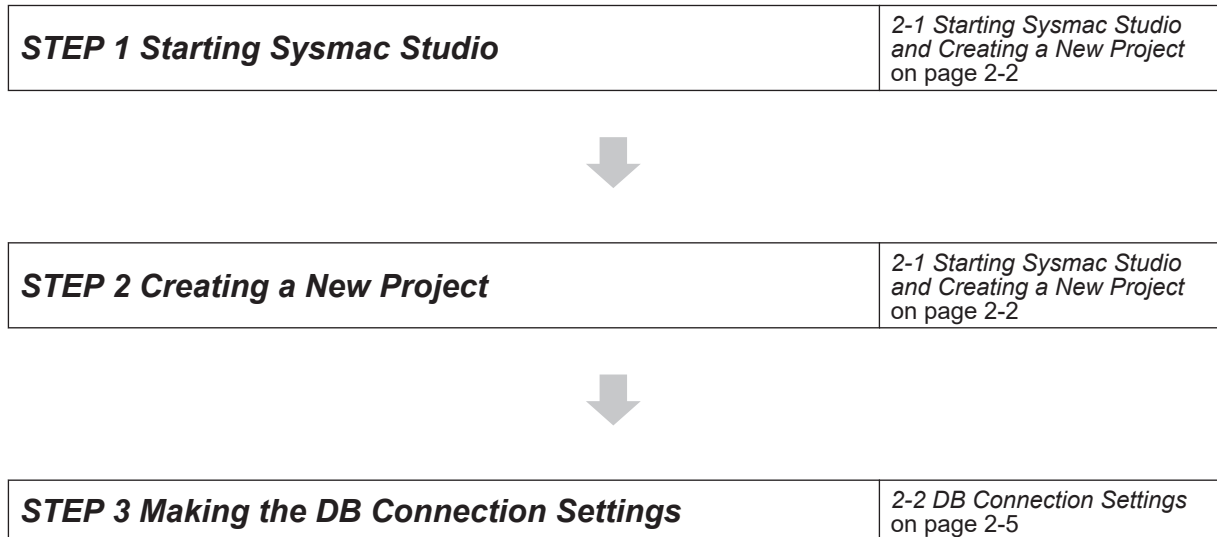 STEP 1 Starting Sysmac Studio
2-1 Starting Sysmac Studio
and Creating a New Project
on page 2-2
STEP 2 Creating a New Project
2-1 Starting Sysmac Studio
and Creating a New Project
on page 2-2
STEP 3 Making the DB Connection Settings
2-2 DB Connection Settings
on page 2-5